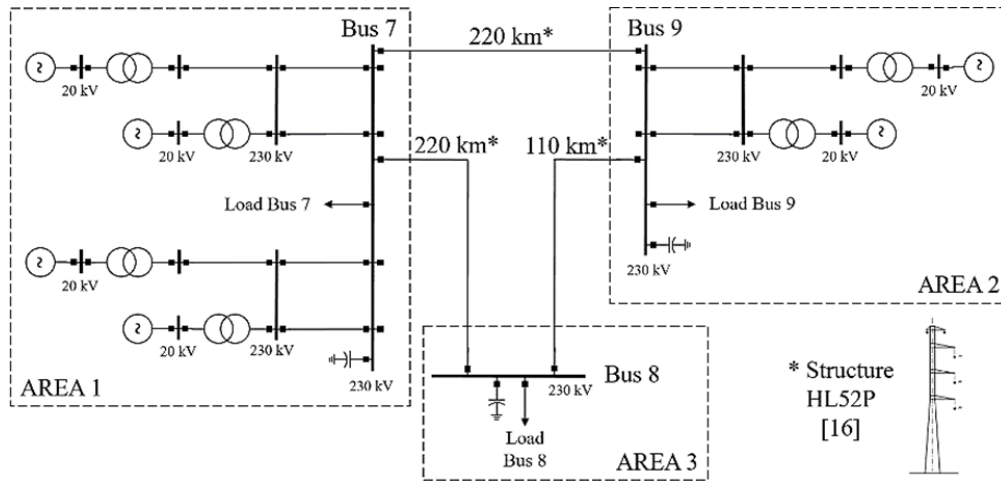 Bus 7
220 km*
Bus 9
20 kV
20 kV
20 kV
230 kV
220 km*
110 km*
230 kV
20 kV
Load Bus 7
Load Bus 9
20 kV
230 kV
AREA 2
20 kV
230 kV
230 kV
AREA 1
Bus 8
230 kV
Load
Bus 8
AREA 3
* Structure
HL52P
[16]